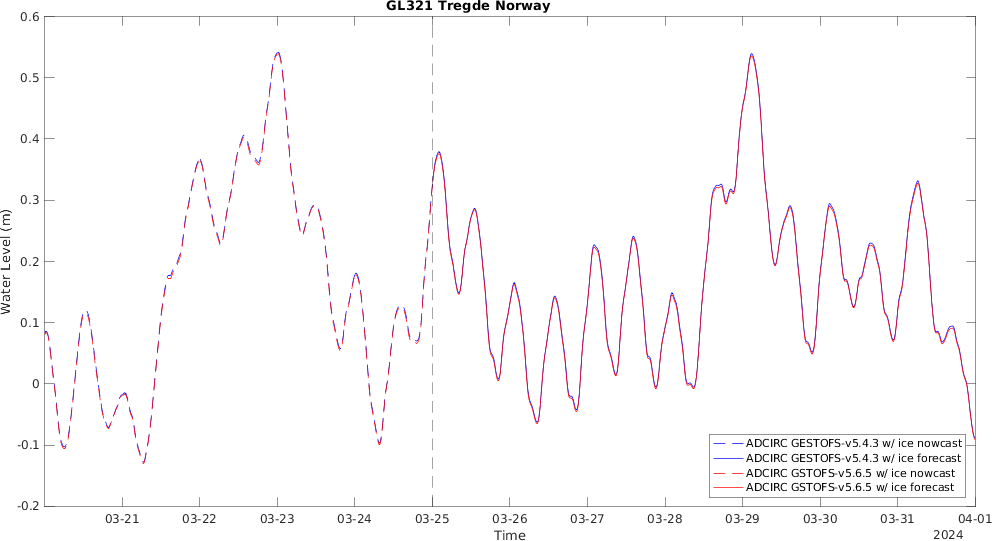 GL321 Tregde Norway
0.6
0.5
0.4
0.3
0.2
0.1
0
-0.1
-0.2
Water Level (m)
ADCIRC GESTOFS-v5.4.3 w/ ice nowcast
ADCIRC GESTOFS-v5.4.3 w/ ice forecast
ADCIRC GSTOFS-v5.6.5 w/ ice nowcast
ADCIRC GSTOFS-v5.6.5 w/ ice forecast
03-21 03-22 03-23 03-24 03-25 03-26 03-27 03-28 03-29 03-30 03-31 04-01
Time
2024